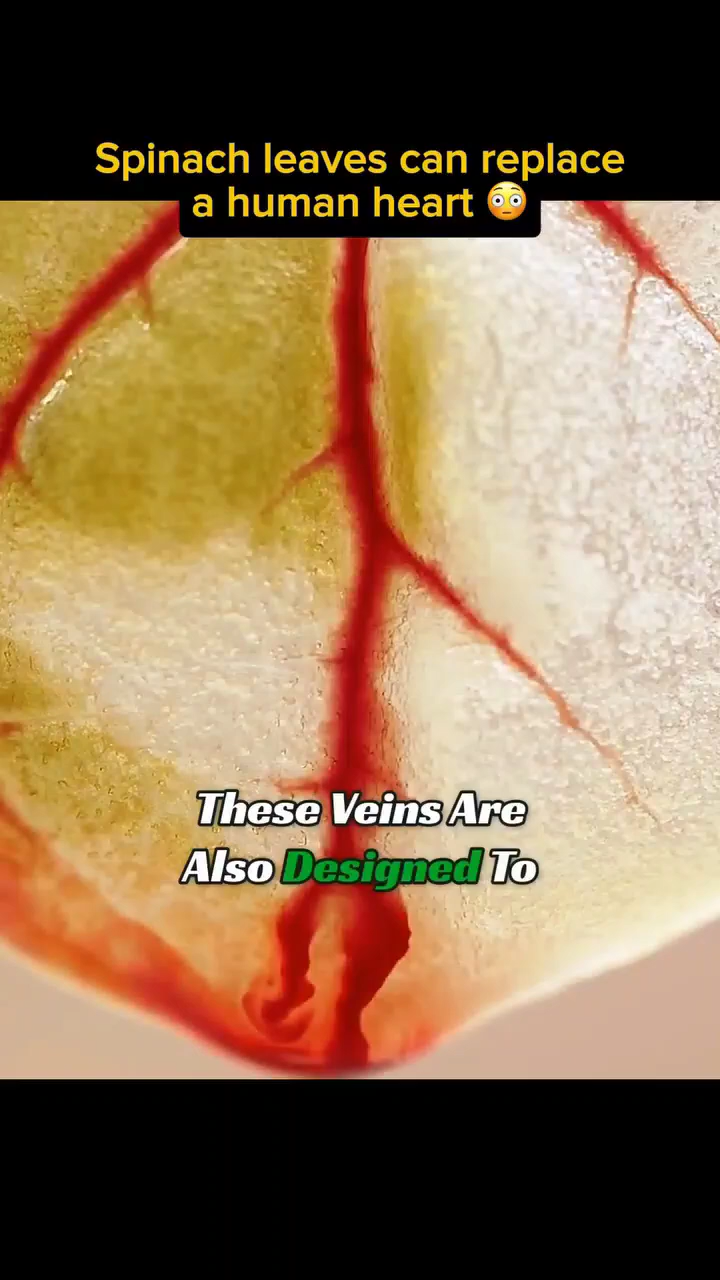 Spinach leaves can replace
a human heart 😳
These Veins Are
Also Designed To